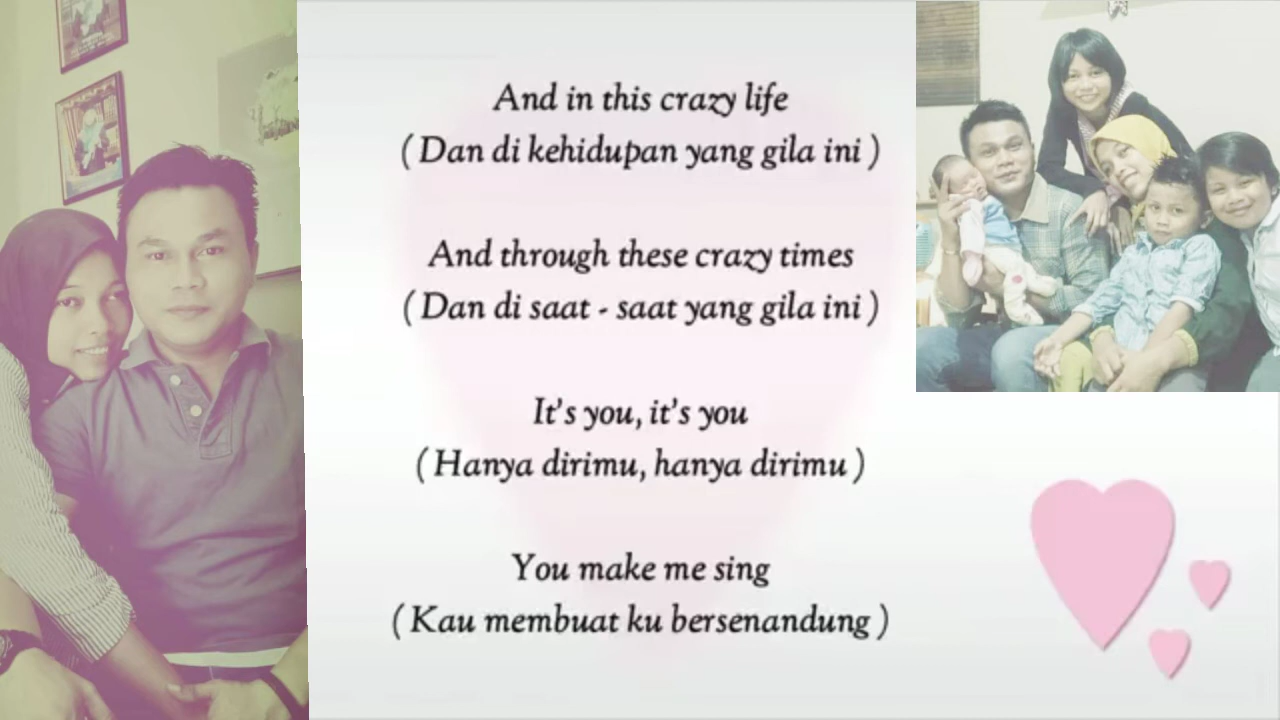 And in this crazy life
( Dan di kehidupan yang gila ini )
And through these crazy times
( Dan di saat - saat yang gila ini )
It's you, it's you
( Hanya dirimu, hanya dirimu )
You make me sing
( Kau membuat ku bersenandung )